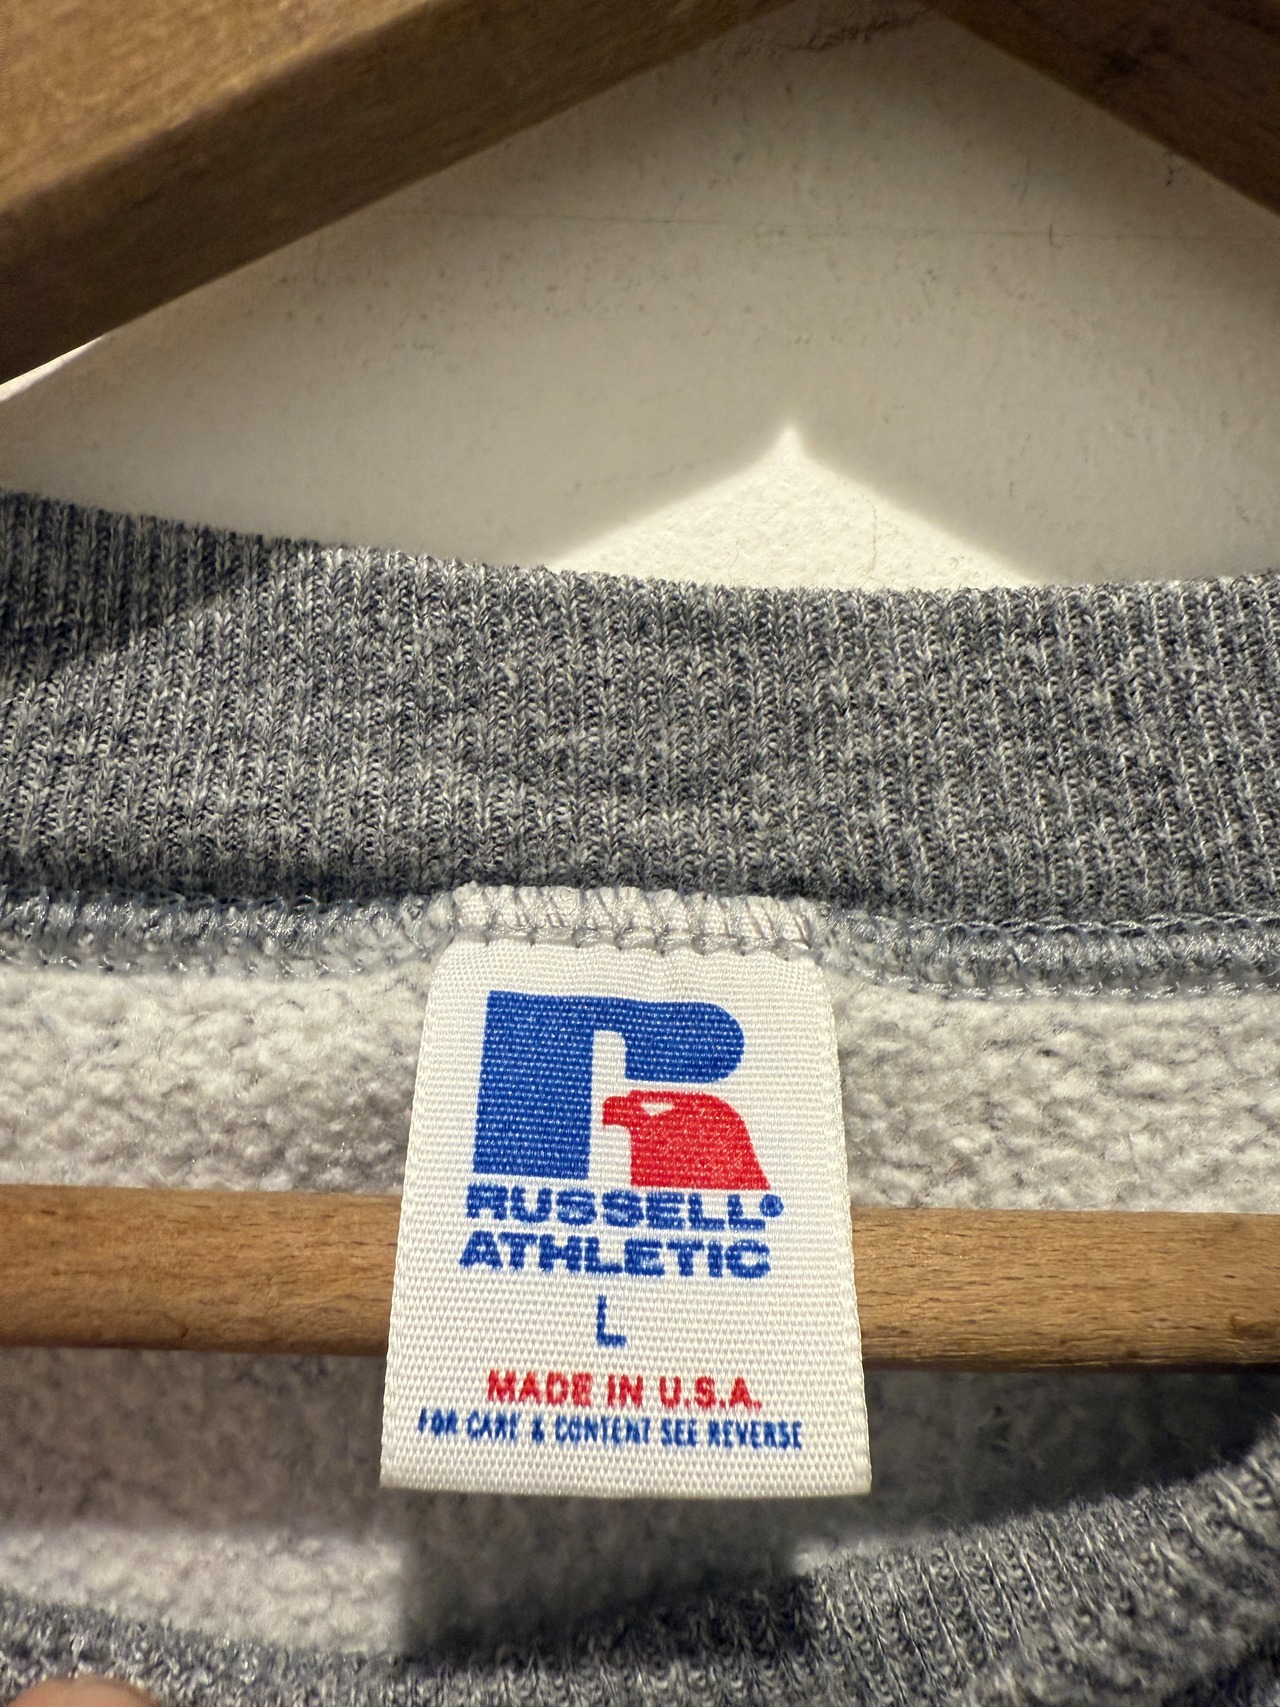 R
RUSSELL®
ATHLETIC
L
MADE IN U.S.A.
FOR CARE & CONTENT SEE REVERSE